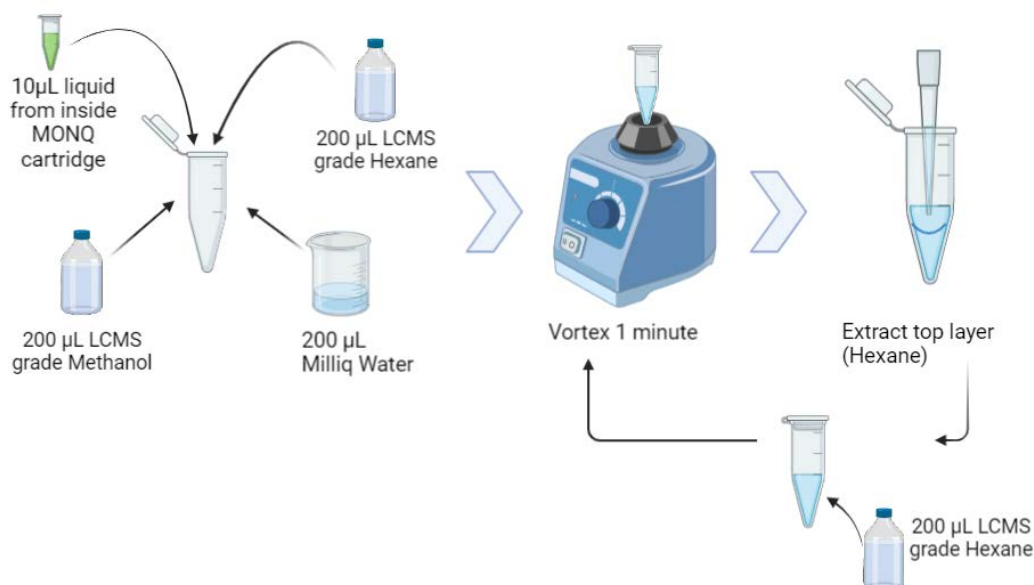 10µL liquid
from inside
MONQ
cartridge
200 µL LCMS
grade Hexane
200 µL LCMS
grade Methanol
200 µL
Milliq Water
Vortex 1 minute
Extract top layer
(Hexane)
200 µL LCMS
grade Hexane